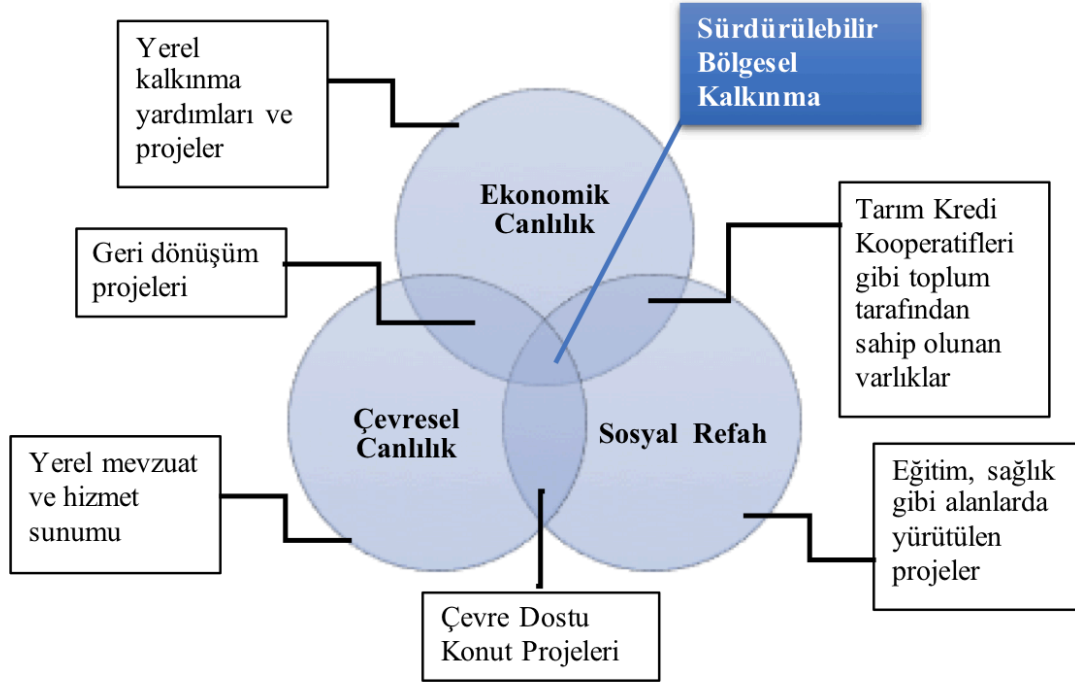 Yerel
kalkınma
yardımları ve
projeler
Sürdürülebilir
Bölgesel
Kalkınma
Ekonomik
Canlılık
Tarım Kredi
Kooperatifleri
gibi toplum
tarafından
sahip olunan
varlıklar
Geri dönüşüm
projeleri
Çevresel
Canlılık
Sosyal Refah
Yerel mevzuat
ve hizmet
sunumu
Eğitim, sağlık
gibi alanlarda
yürütülen
projeler
Çevre Dostu
Konut Projeleri